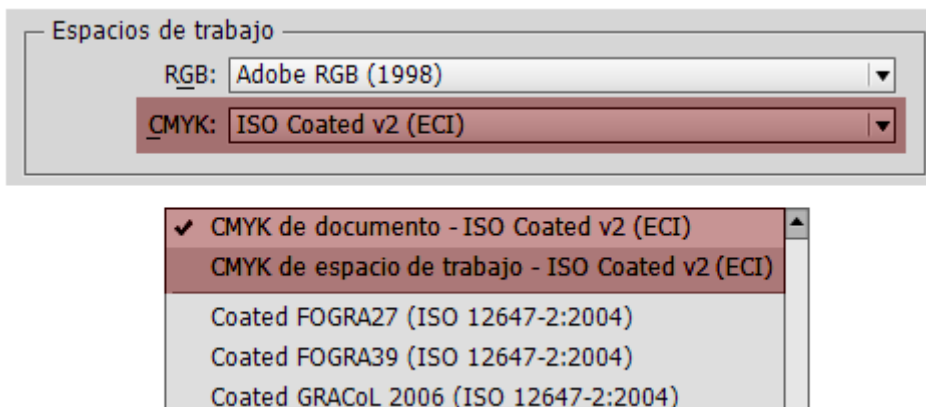 Espacios de trabajo
RGB: Adobe RGB (1998)
CMYK: ISO Coated v2 (ECI)
✔ CMYK de documento - ISO Coated v2 (ECI)
CMYK de espacio de trabajo - ISO Coated v2 (ECI)
Coated FOGRA27 (ISO 12647-2:2004)
Coated FOGRA39 (ISO 12647-2:2004)
Coated GRACoL 2006 (ISO 12647-2:2004)